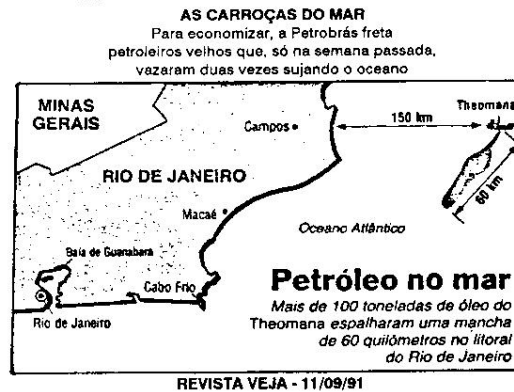 AS CARROÇAS DO MAR
Para economizar, a Petrobrás freta
petroleiros velhos que, só na semana passada,
vazaram duas vezes sujando o oceano
MINAS
GERAIS
Campos
150 km
Theomana
60 km
RIO DE JANEIRO
Macaé
Oceano Atlântico
Baía de Guanabara
Cabo Frio
Rio de Janeiro
Petróleo no mar
Mais de 100 toneladas de óleo do
Theomana espalharam uma mancha
de 60 quilômetros no litoral
do Rio de Janeiro
REVISTA VEJA - 11/09/91